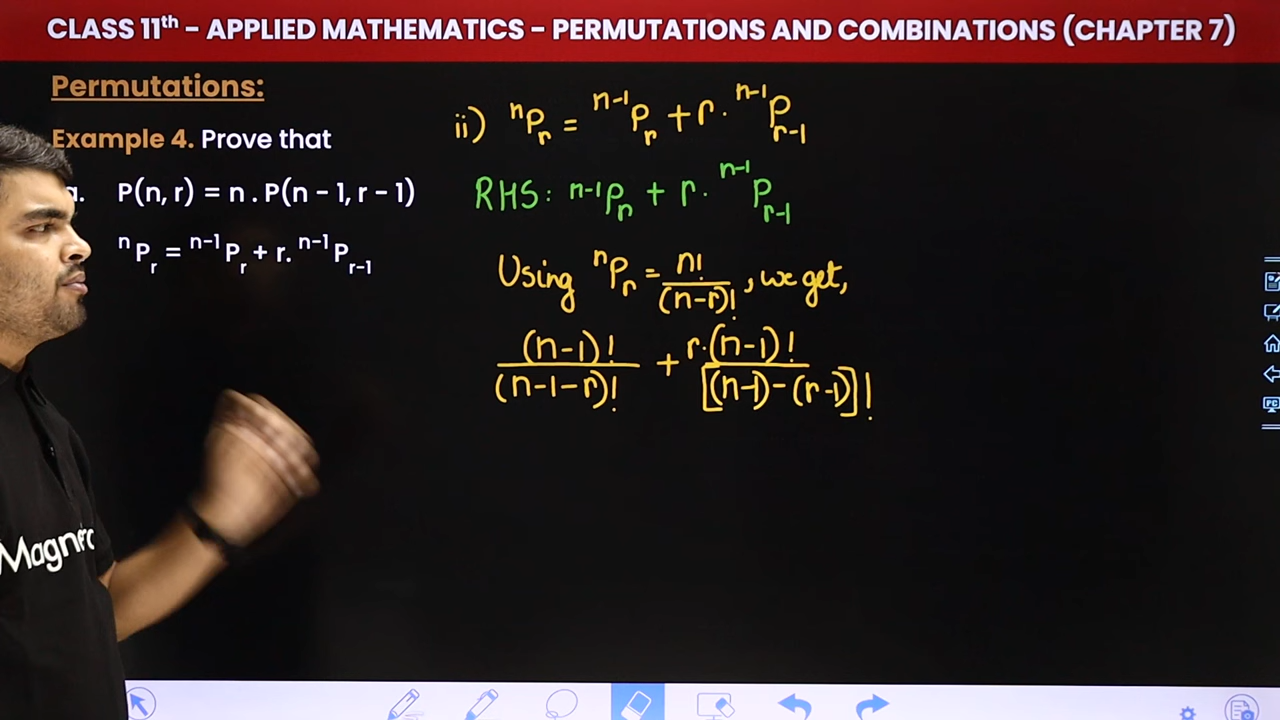 CLASS 11th – APPLIED MATHEMATICS – PERMUTATIONS AND COMBINATIONS (CHAPTER 7)
Permutations:
Example 4. Prove that
a. P(n, r) = n . P(n - 1, r - 1)
ⁿPᵣ = ⁿ⁻¹Pᵣ + r. ⁿ⁻¹Pᵣ₋₁
ii) ⁿPᵣ = ⁿ⁻¹Pᵣ + r · ⁿ⁻¹Pᵣ₋₁
RHS: ⁿ⁻¹Pᵣ + r · ⁿ⁻¹Pᵣ₋₁
Using ⁿPᵣ = n!/(n-r)!, we get,
(n-1)!/(n-1-r)! + r·(n-1)!/[(n-1)-(r-1)]!
Magne
PC